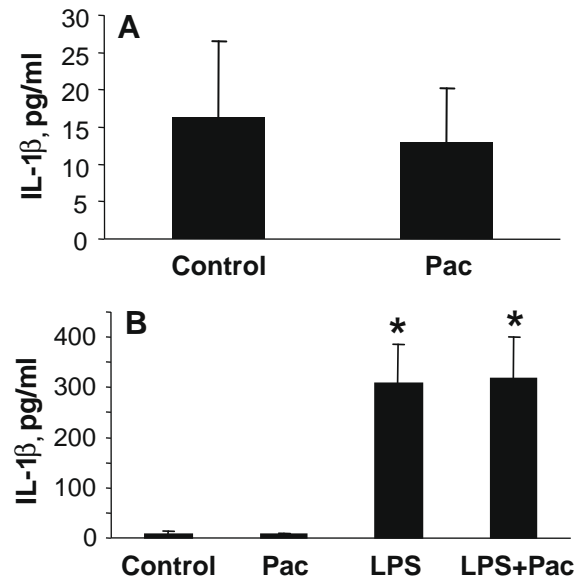 A
IL-1β, pg/ml
30
25
20
15
10
5
0
Control Pac
B
IL-1β, pg/ml
400
300
200
100
0
* *
Control Pac LPS LPS+Pac